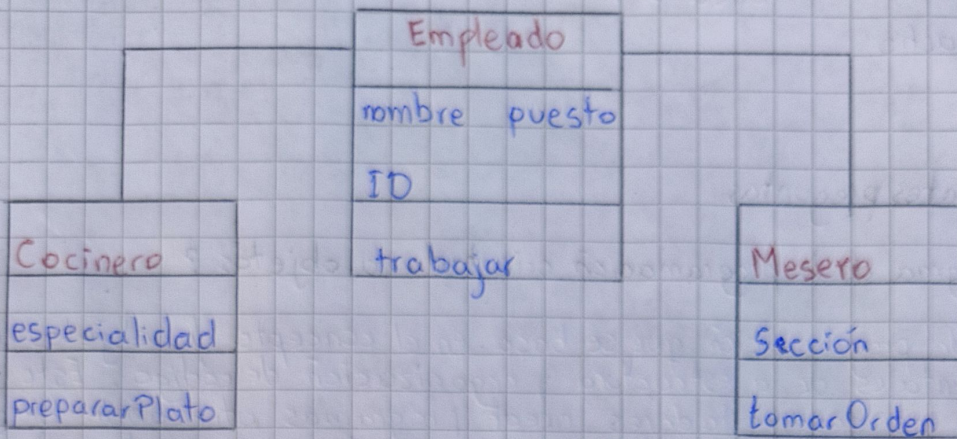 Empleado
nombre puesto
ID
trabajar
Cocinero
especialidad
prepararPlato
Mesero
Sección
tomarOrden